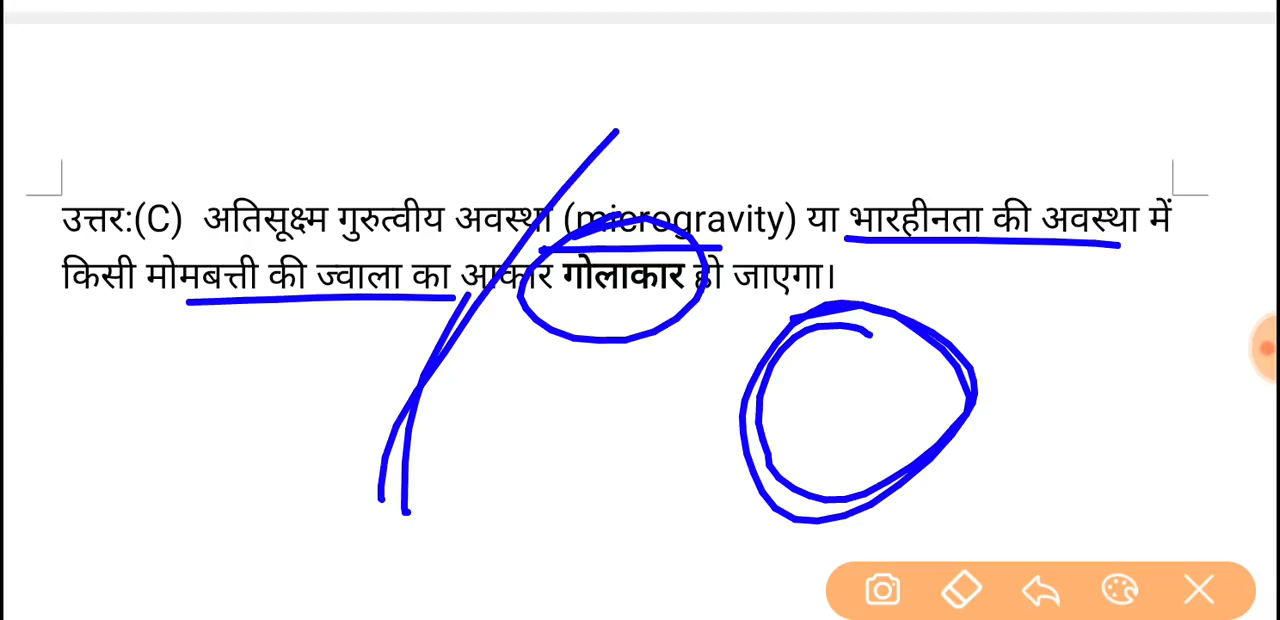 उत्तर:(C) अतिसूक्ष्म गुरुत्वीय अवस्था (microgravity) या भारहीनता की अवस्था में
किसी मोमबत्ती की ज्वाला का आकार गोलाकार हो जाएगा।